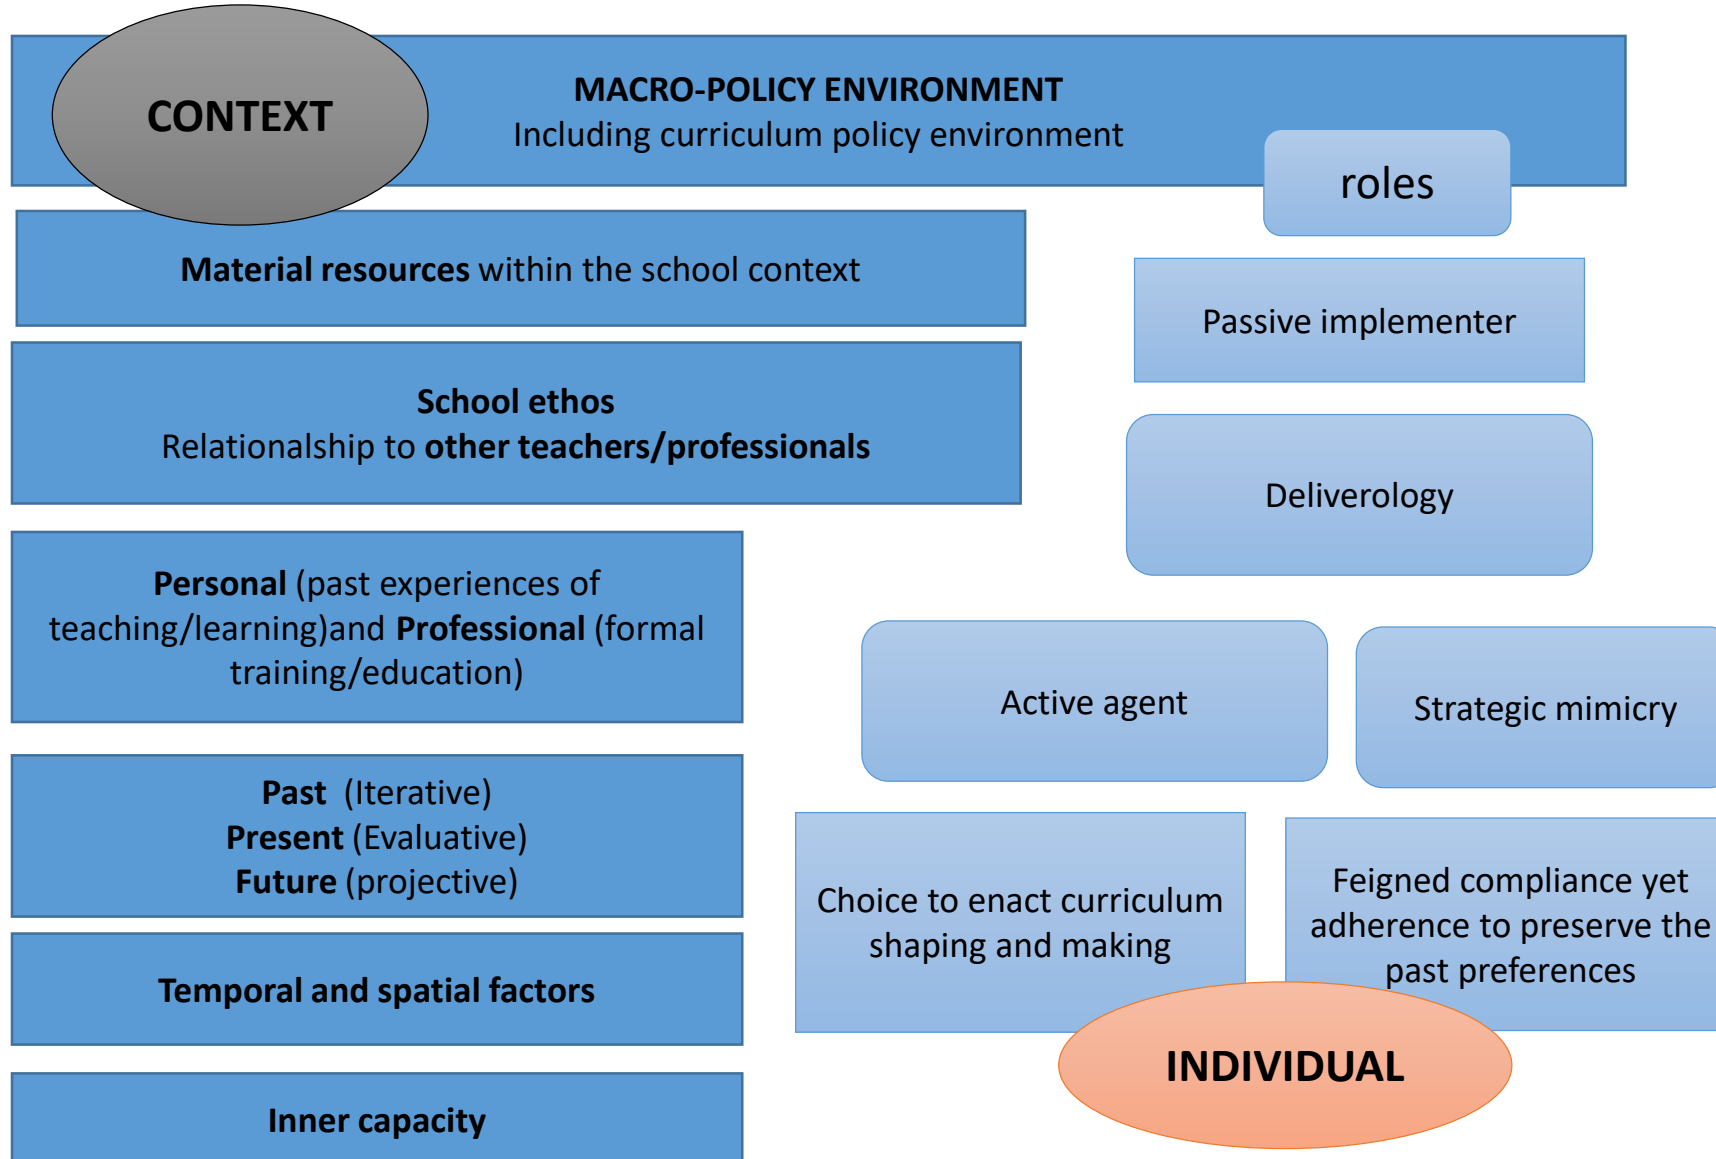 CONTEXT
MACRO-POLICY ENVIRONMENT
Including curriculum policy environment
roles
Material resources within the school context
Passive implementer
School ethos
Relationalship to other teachers/professionals
Deliverology
Personal (past experiences of
teaching/learning)and Professional (formal
training/education)
Active agent
Strategic mimicry
Past (Iterative)
Present (Evaluative)
Future (projective)
Choice to enact curriculum
shaping and making
Feigned compliance yet
adherence to preserve the
past preferences
Temporal and spatial factors
INDIVIDUAL
Inner capacity